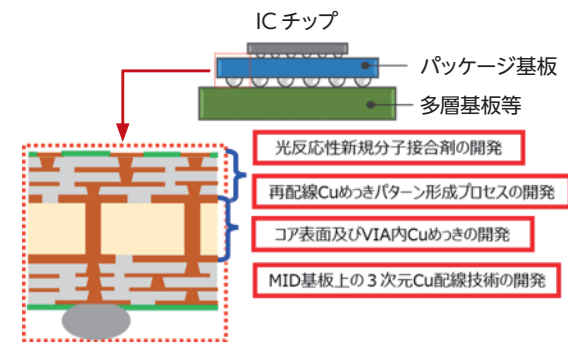 IC チップ
パッケージ基板
多層基板等
光反応性新規分子接合剤の開発
再配線Cuめっきパターン形成プロセスの開発
コア表面及びVIA内Cuめっきの開発
MID基板上の３次元Cu配線技術の開発